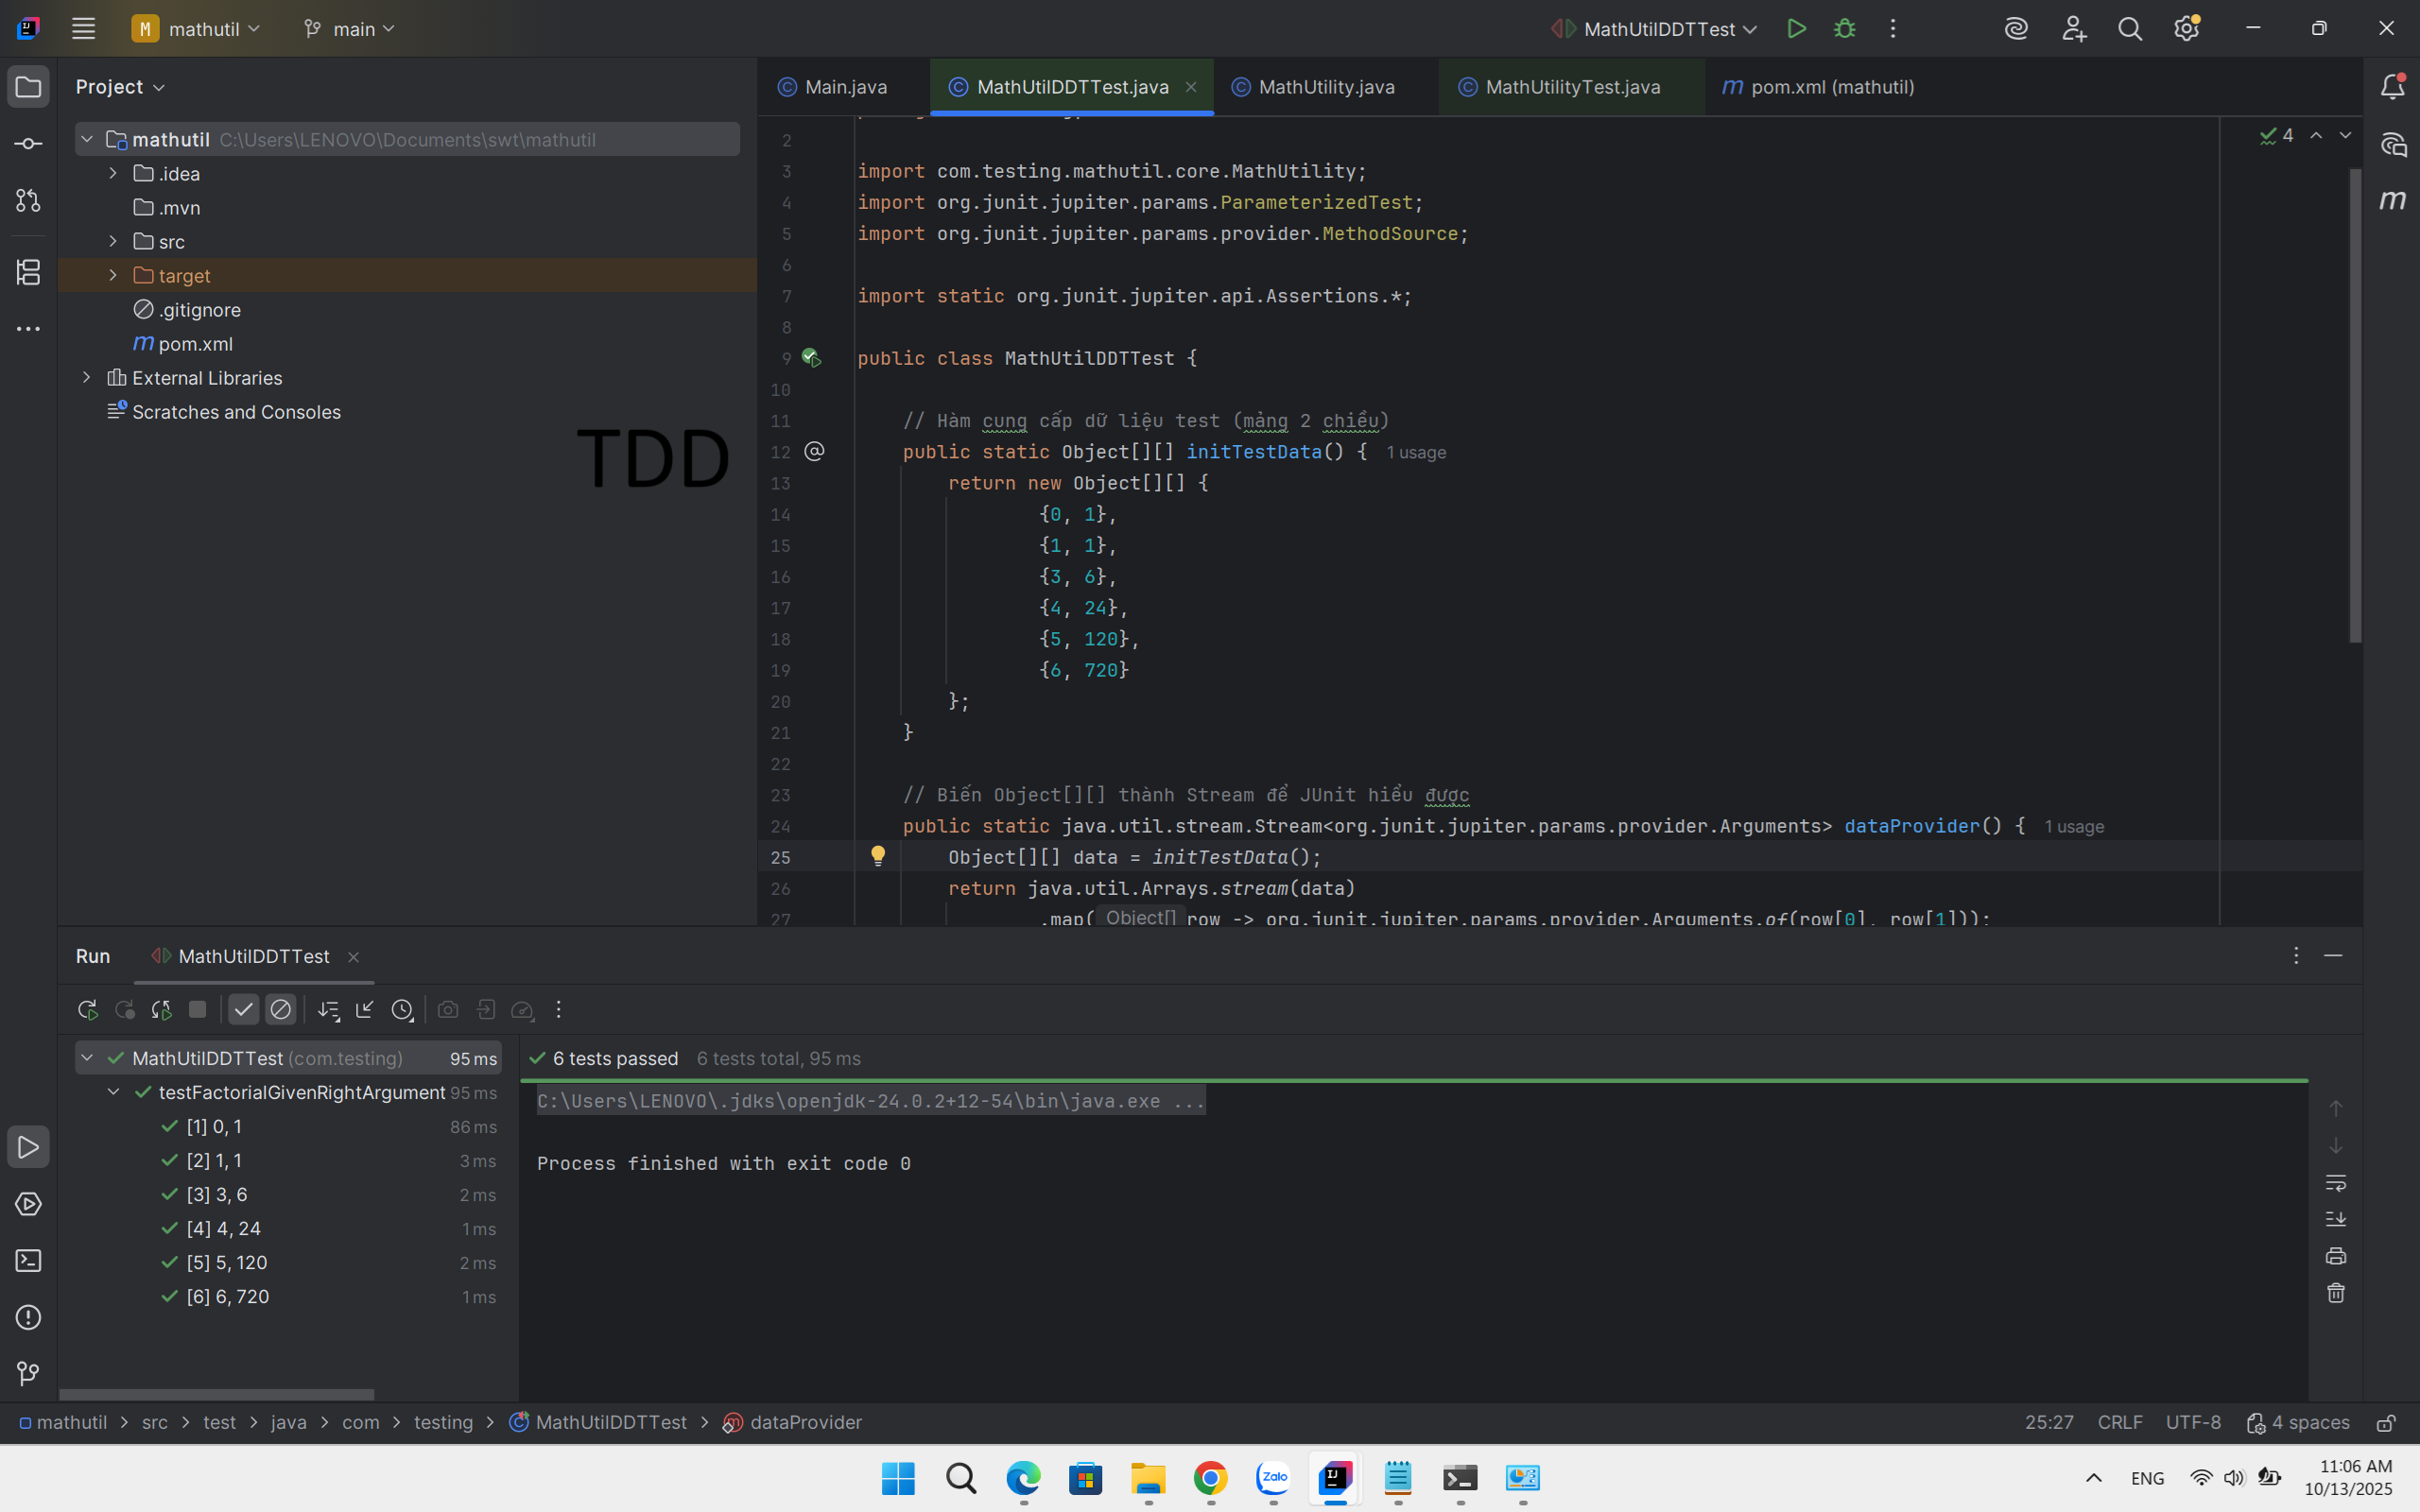 M mathutil
main
MathUtilDDTTest
Project
Main.java
MathUtilDDTTest.java
MathUtility.java
MathUtilityTest.java
m pom.xml (mathutil)
mathutil C:\Users\LENOVO\Documents\swt\mathutil
.idea
.mvn
src
target
.gitignore
m pom.xml
External Libraries
Scratches and Consoles
TDD
4
2
3 import com.testing.mathutil.core.MathUtility;
4 import org.junit.jupiter.params.ParameterizedTest;
5 import org.junit.jupiter.params.provider.MethodSource;
6
7 import static org.junit.jupiter.api.Assertions.*;
8
9 public class MathUtilDDTTest {
10
11 // Hàm cung cấp dữ liệu test (mảng 2 chiều)
12 public static Object[][] initTestData() { 1 usage
13 return new Object[][] {
14 {0, 1},
15 {1, 1},
16 {3, 6},
17 {4, 24},
18 {5, 120},
19 {6, 720}
20 };
21 }
22
23 // Biến Object[][] thành Stream để JUnit hiểu được
24 public static java.util.stream.Stream<org.junit.jupiter.params.provider.Arguments> dataProvider() { 1 usage
25 Object[][] data = initTestData();
26 return java.util.Arrays.stream(data)
27 .map( Object[] row -> org.junit.jupiter.params.provider.Arguments.of(row[0], row[1]));
Run MathUtilDDTTest
MathUtilDDTTest (com.testing) 95 ms
testFactorialGivenRightArgument 95 ms
[1] 0, 1 86 ms
[2] 1, 1 3 ms
[3] 3, 6 2 ms
[4] 4, 24 1 ms
[5] 5, 120 2 ms
[6] 6, 720 1 ms
6 tests passed 6 tests total, 95 ms
C:\Users\LENOVO\.jdks\openjdk-24.0.2+12-54\bin\java.exe ...
Process finished with exit code 0
mathutil > src > test > java > com > testing > MathUtilDDTTest > dataProvider
25:27 CRLF UTF-8 4 spaces
Zalo
ENG
11:06 AM
10/13/2025